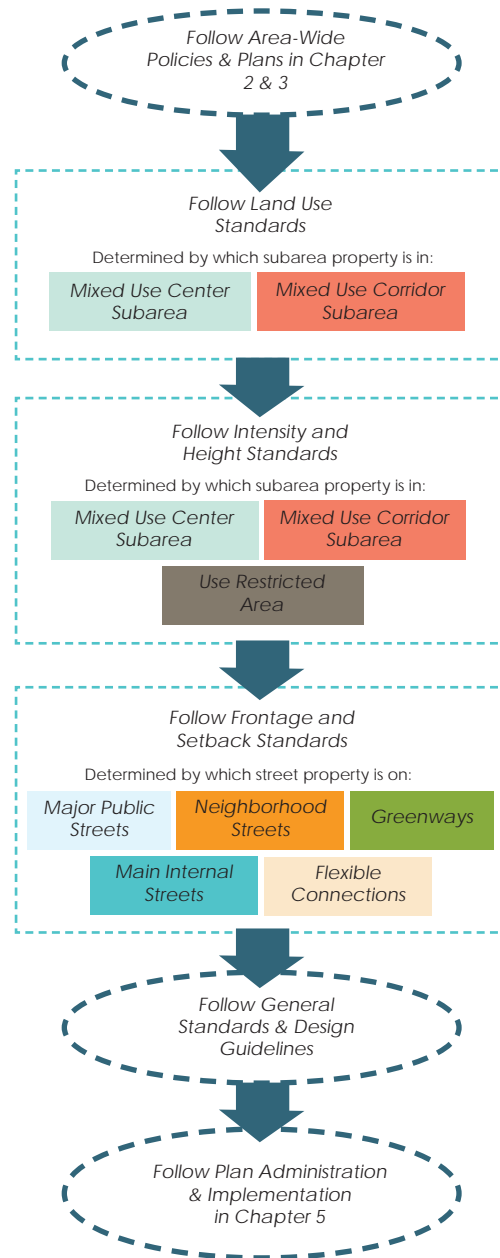 Follow Area-Wide
Policies & Plans in Chapter
2 & 3
Follow Land Use
Standards
Determined by which subarea property is in:
Mixed Use Center
Subarea
Mixed Use Corridor
Subarea
Follow Intensity and
Height Standards
Determined by which subarea property is in:
Mixed Use Center
Subarea
Mixed Use Corridor
Subarea
Use Restricted
Area
Follow Frontage and
Setback Standards
Determined by which street property is on:
Major Public
Streets
Neighborhood
Streets
Greenways
Main Internal
Streets
Flexible
Connections
Follow General
Standards & Design
Guidelines
Follow Plan Administration
& Implementation
in Chapter 5